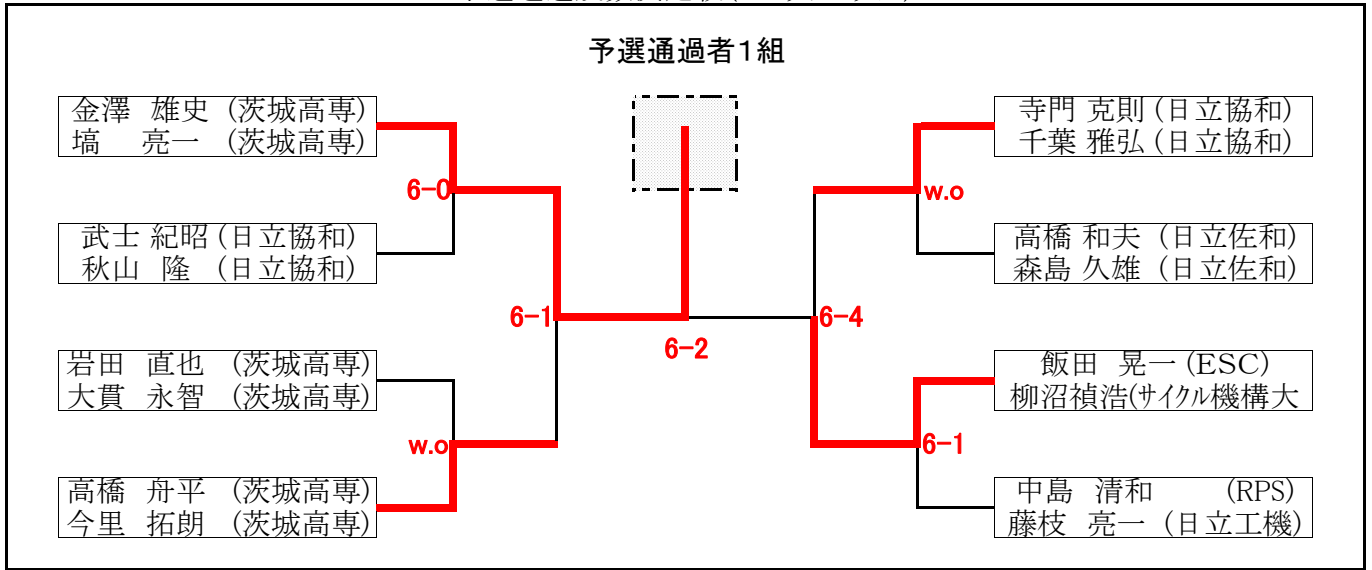 予選通過者1組
金澤 雄史 (茨城高専)
塙 亮一 (茨城高専)
6-0
武士 紀昭 (日立協和)
秋山 隆 (日立協和)
6-1
岩田 直也 (茨城高専)
大貫 永智 (茨城高専)
w.o
高橋 舟平 (茨城高専)
今里 拓朗 (茨城高専)
6-2
寺門 克則 (日立協和)
千葉 雅弘 (日立協和)
w.o
高橋 和夫 (日立佐和)
森島 久雄 (日立佐和)
6-4
飯田 晃一 (ESC)
柳沼禎浩(サイクル機構大
6-1
中島 清和 (RPS)
藤枝 亮一 (日立工機)